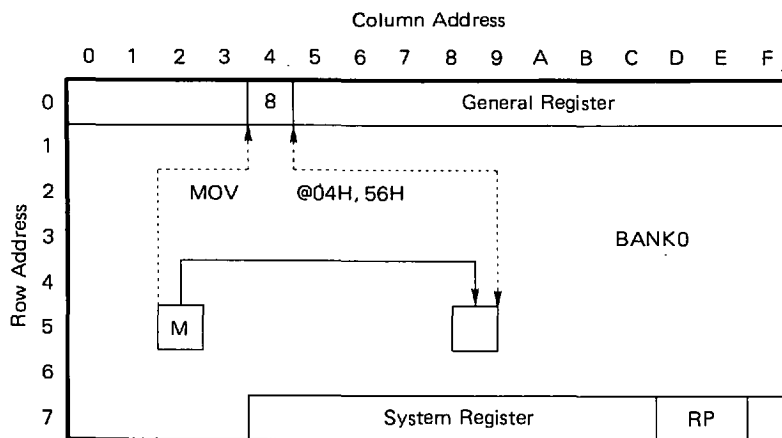 Column Address
0 1 2 3 4 5 6 7 8 9 A B C D E F
Row Address
0 8 General Register
1
2 MOV @04H, 56H
3 BANK0
4
5 M
6
7 System Register RP